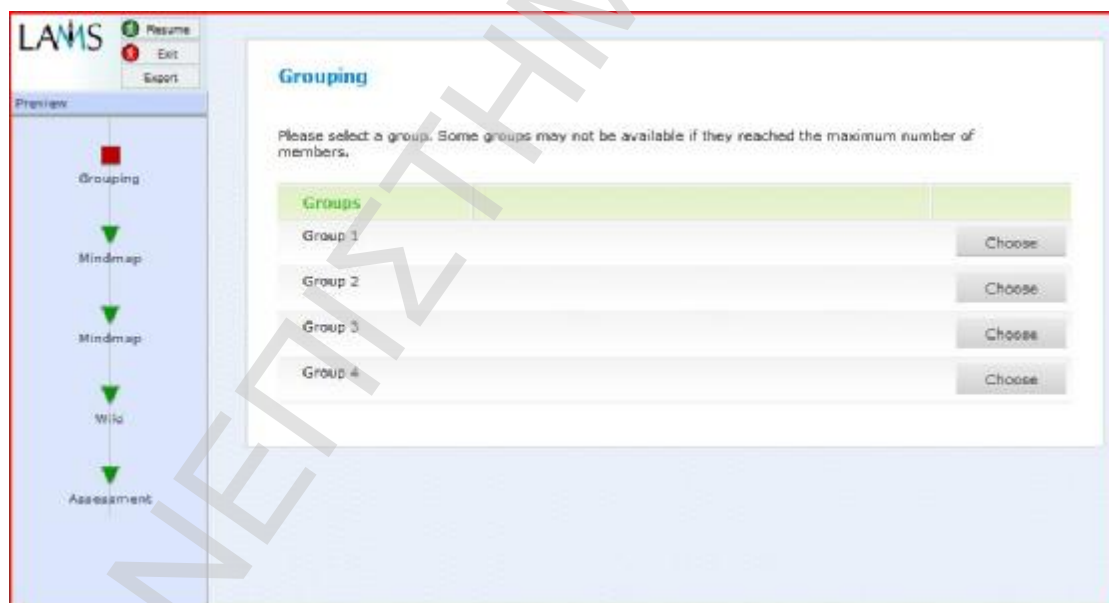 LAMS
Resume
Exit
Export
Preview
Grouping
Mindmap
Mindmap
Wiki
Assessment
Grouping
Please select a group. Some groups may not be available if they reached the maximum number of
members.
Groups
Group 1
Choose
Group 2
Choose
Group 3
Choose
Group 4
Choose
ΝΕΠΙΣΤΗΜ